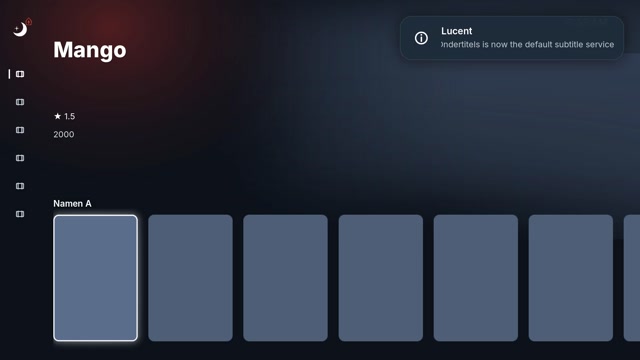 Lucent
Ondertitels is now the default subtitle service
Mango
★ 1.5
2000
Namen A